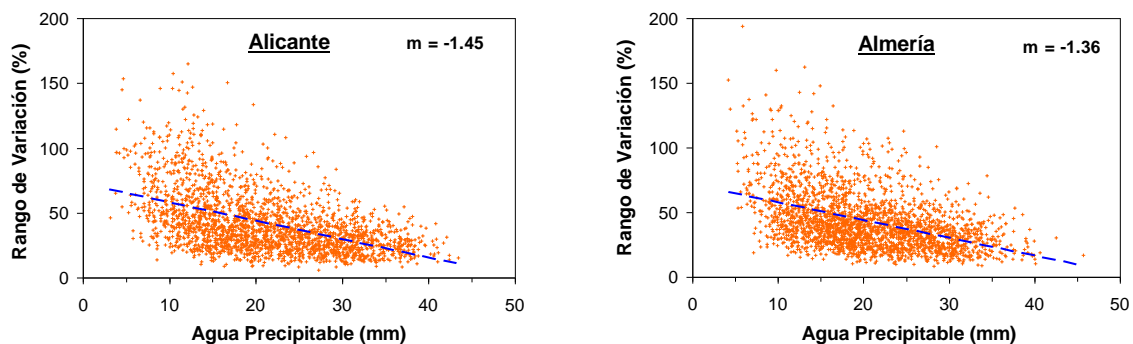 Alicante
m = -1.45
Rango de Variación (%)
200
150
100
50
0
0 10 20 30 40 50
Agua Precipitable (mm)
Almería
m = -1.36
Rango de Variación (%)
200
150
100
50
0
0 10 20 30 40 50
Agua Precipitable (mm)